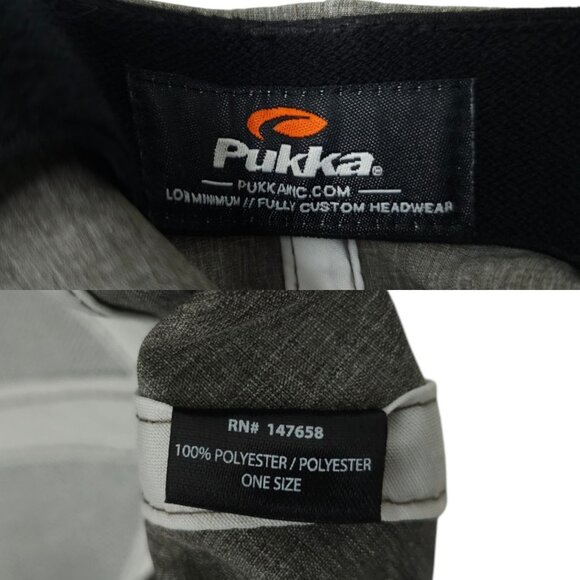 Pukka®
PUKKAINC.COM
LOW MINIMUM // FULLY CUSTOM HEADWEAR
RN# 147658
100% POLYESTER / POLYESTER
ONE SIZE